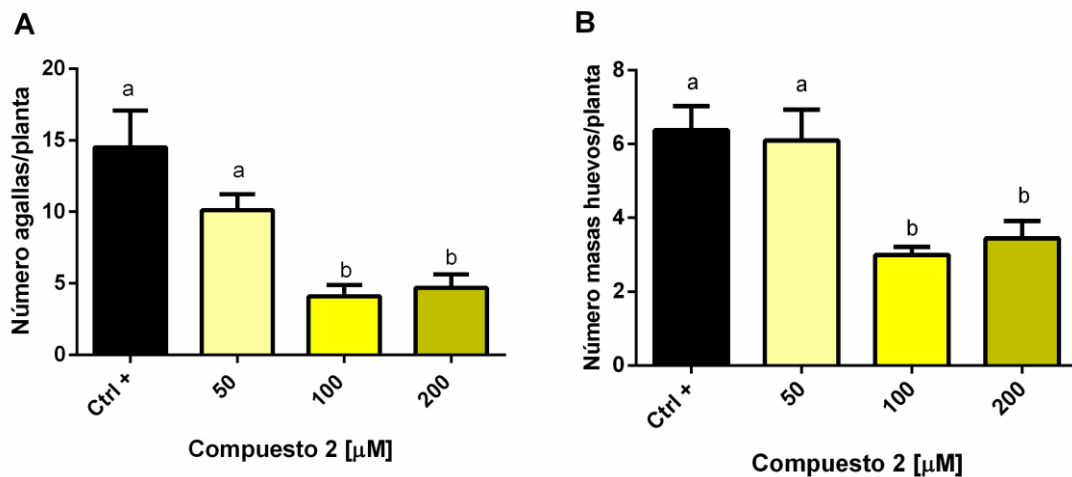 A
Número agallas/planta
20
15
10
5
0
a
a
b
b
Ctrl +
50
100
200
Compuesto 2 [μM]
B
Número masas huevos/planta
8
6
4
2
0
a
a
b
b
Ctrl +
50
100
200
Compuesto 2 [μM]